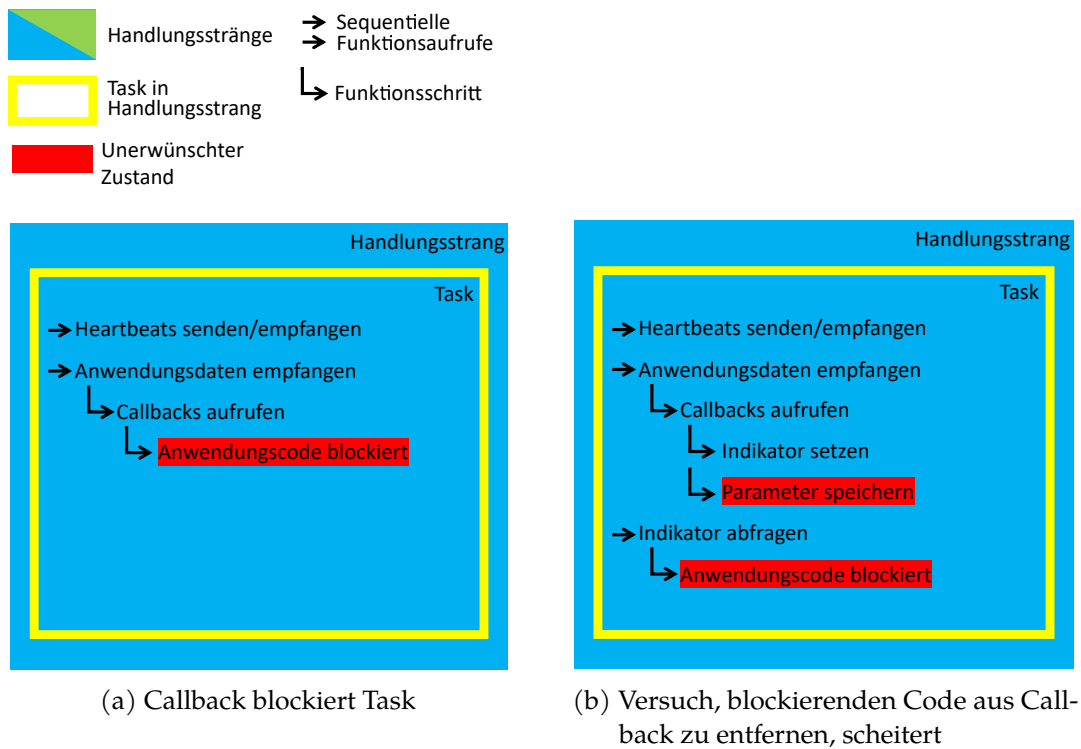 Handlungsstränge
Sequentielle
Funktionsaufrufe
Task in
Handlungsstrang
Funktionsschritt
Unerwünschter
Zustand
Handlungsstrang
Task
Heartbeats senden/empfangen
Anwendungsdaten empfangen
Callbacks aufrufen
Anwendungscode blockiert
(a) Callback blockiert Task
Handlungsstrang
Task
Heartbeats senden/empfangen
Anwendungsdaten empfangen
Callbacks aufrufen
Indikator setzen
Parameter speichern
Indikator abfragen
Anwendungscode blockiert
(b) Versuch, blockierenden Code aus Call-
back zu entfernen, scheitert